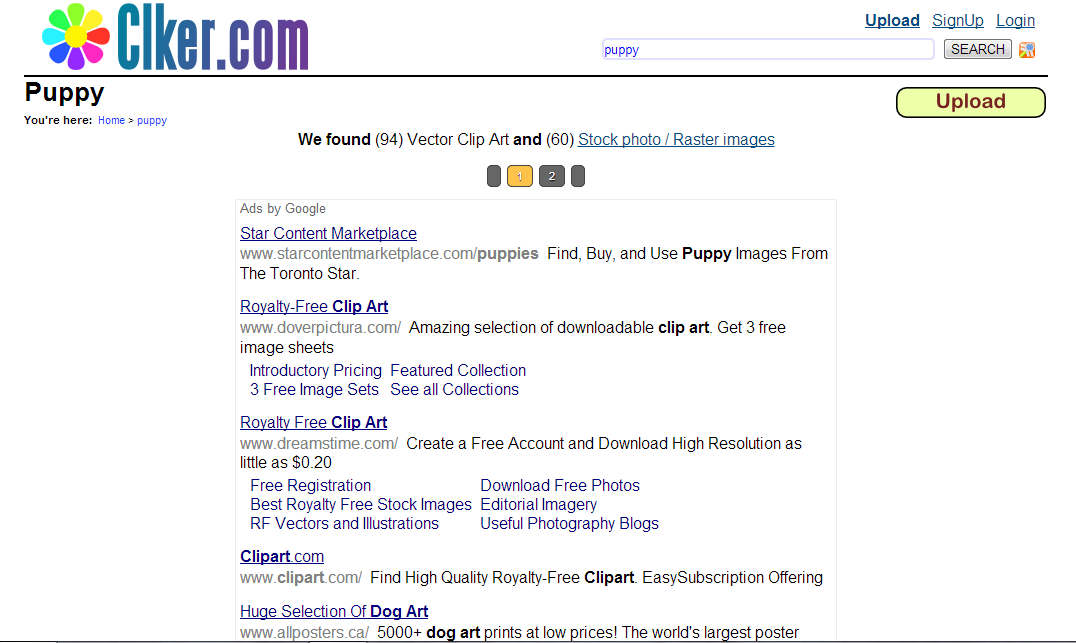 Clker.com
Upload SignUp Login
puppy
SEARCH
Puppy
Upload
You're here: Home > puppy
We found (94) Vector Clip Art and (60) Stock photo / Raster images
1 2
Ads by Google
Star Content Marketplace
www.starcontentmarketplace.com/puppies Find, Buy, and Use Puppy Images From
The Toronto Star.
Royalty-Free Clip Art
www.doverpictura.com/ Amazing selection of downloadable clip art. Get 3 free
image sheets
Introductory Pricing Featured Collection
3 Free Image Sets See all Collections
Royalty Free Clip Art
www.dreamstime.com/ Create a Free Account and Download High Resolution as
little as $0.20
Free Registration Download Free Photos
Best Royalty Free Stock Images Editorial Imagery
RF Vectors and Illustrations Useful Photography Blogs
Clipart.com
www.clipart.com/ Find High Quality Royalty-Free Clipart. EasySubscription Offering
Huge Selection Of Dog Art
www.allposters.ca/ 5000+ dog art prints at low prices! The world's largest poster